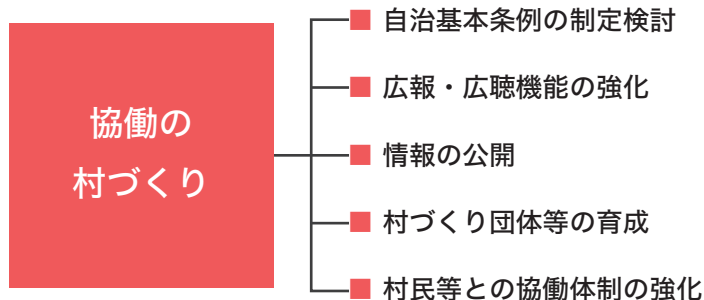 協働の
村づくり
自治基本条例の制定検討
広報・広聴機能の強化
情報の公開
村づくり団体等の育成
村民等との協働体制の強化